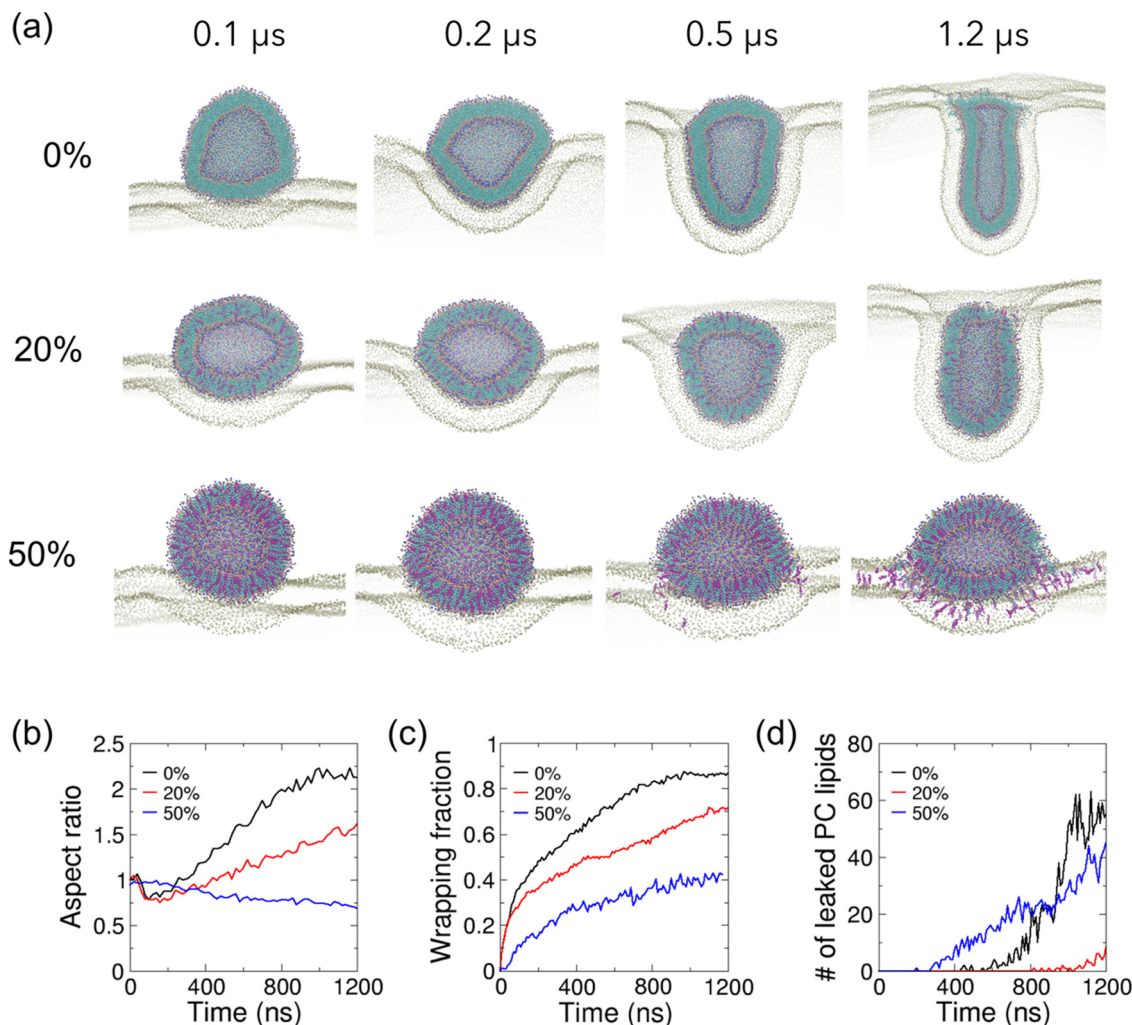 (a)
0.1 µs 0.2 µs 0.5 µs 1.2 µs
0%
20%
50%
(b)
Aspect ratio
2.5
2
1.5
1
0.5
0
0%
20%
50%
0 400 800 1200
Time (ns)
(c)
Wrapping fraction
1
0.8
0.6
0.4
0.2
0
0%
20%
50%
0 400 800 1200
Time (ns)
(d)
# of leaked PC lipids
80
60
40
20
0
0%
20%
50%
0 400 800 1200
Time (ns)